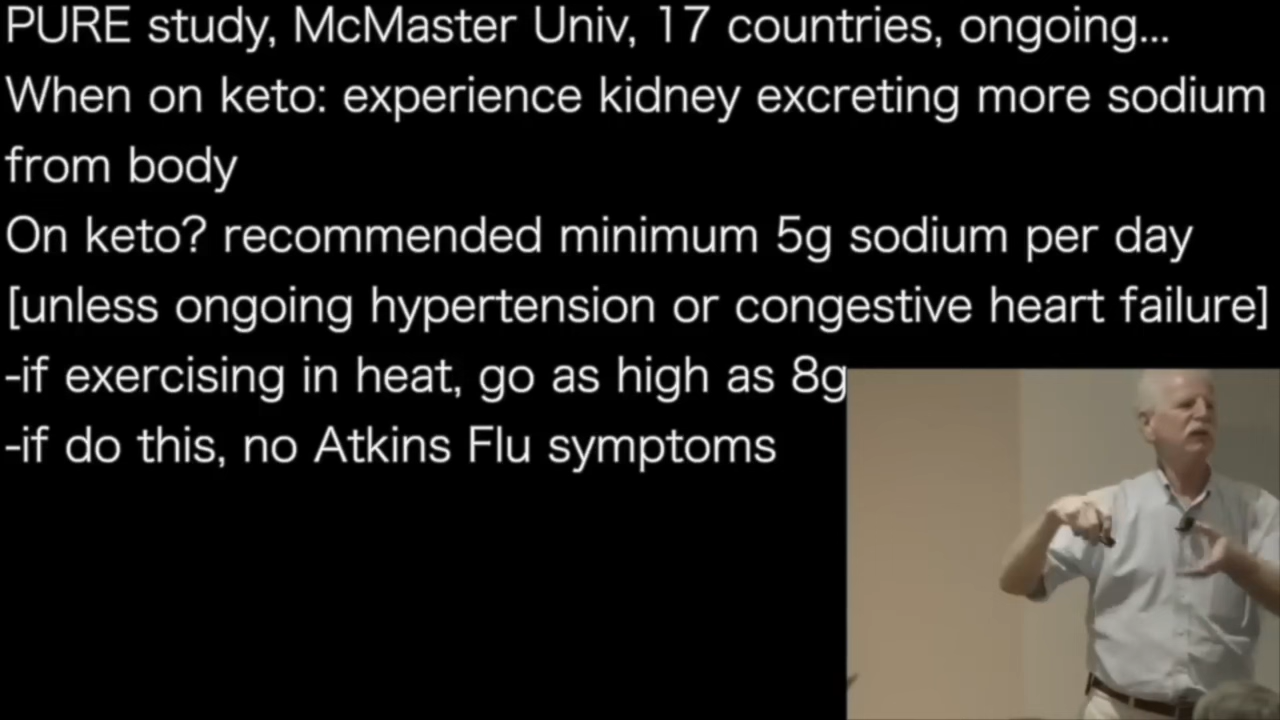 PURE study, McMaster Univ, 17 countries, ongoing...
When on keto: experience kidney excreting more sodium
from body
On keto? recommended minimum 5g sodium per day
[unless ongoing hypertension or congestive heart failure]
-if exercising in heat, go as high as 8g
-if do this, no Atkins Flu symptoms